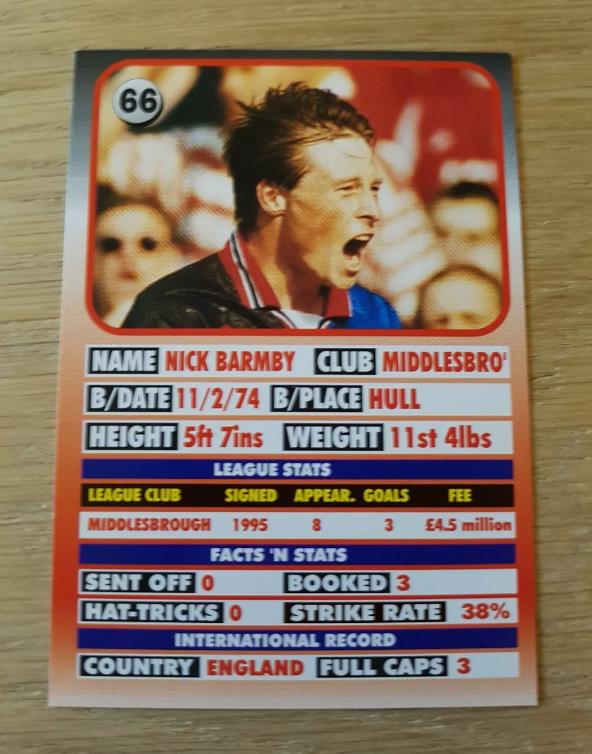 66
NAME NICK BARMBY CLUB MIDDLESBRO'
B/DATE 11/2/74 B/PLACE HULL
HEIGHT 5ft 7ins WEIGHT 11st 4lbs
LEAGUE STATS
LEAGUE CLUB SIGNED APPEAR. GOALS FEE
MIDDLESBROUGH 1995 8 3 £4.5 million
FACTS 'N STATS
SENT OFF 0 BOOKED 3
HAT-TRICKS 0 STRIKE RATE 38%
INTERNATIONAL RECORD
COUNTRY ENGLAND FULL CAPS 3